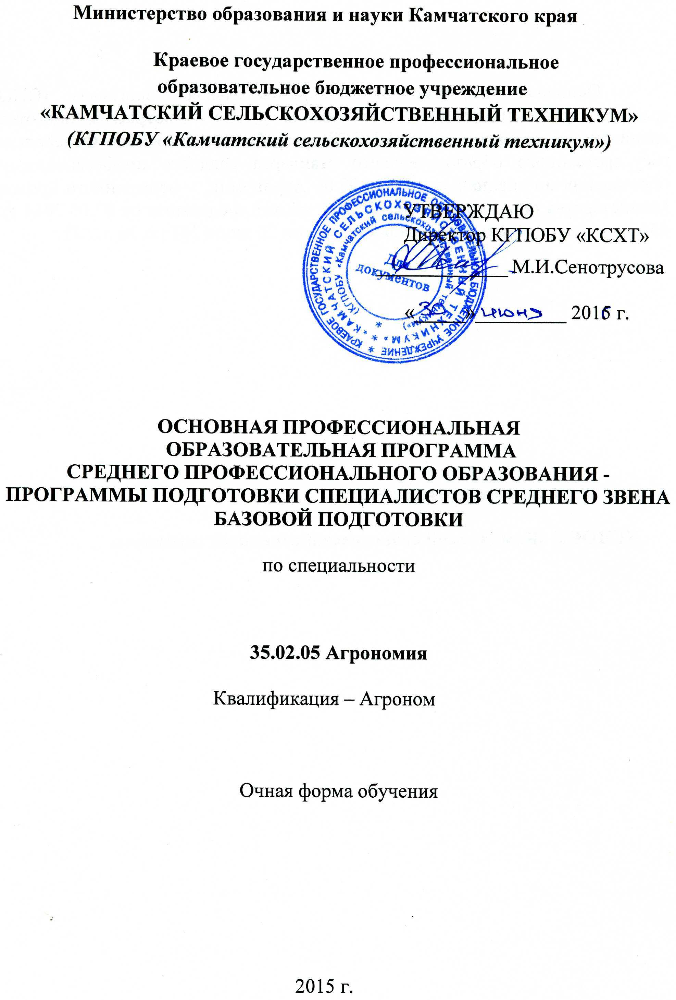 Министерство образования и науки Камчатского края
Краевое государственное профессиональное
образовательное бюджетное учреждение
«КАМЧАТСКИЙ СЕЛЬСКОХОЗЯЙСТВЕННЫЙ ТЕХНИКУМ»
(КГПОБУ «Камчатский сельскохозяйственный техникум»)
КРАЕВОЕ ГОСУДАРСТВЕННОЕ ПРОФЕССИОНАЛЬНОЕ ОБРАЗОВАТЕЛЬНОЕ БЮДЖЕТНОЕ УЧРЕЖДЕНИЕ *
«КАМЧАТСКИЙ СЕЛЬСКОХОЗЯЙСТВЕННЫЙ ТЕХНИКУМ» *
(КГПОБУ «Камчатский сельскохозяйственный техникум») *
Для
документов
УТВЕРЖДАЮ
Директор КГПОБУ «КСХТ»
М.И.Сенотрусова
«30» июня 2016 г.
ОСНОВНАЯ ПРОФЕССИОНАЛЬНАЯ
ОБРАЗОВАТЕЛЬНАЯ ПРОГРАММА
СРЕДНЕГО ПРОФЕССИОНАЛЬНОГО ОБРАЗОВАНИЯ -
ПРОГРАММЫ ПОДГОТОВКИ СПЕЦИАЛИСТОВ СРЕДНЕГО ЗВЕНА
БАЗОВОЙ ПОДГОТОВКИ
по специальности
35.02.05 Агрономия
Квалификация – Агроном
Очная форма обучения
2015 г.